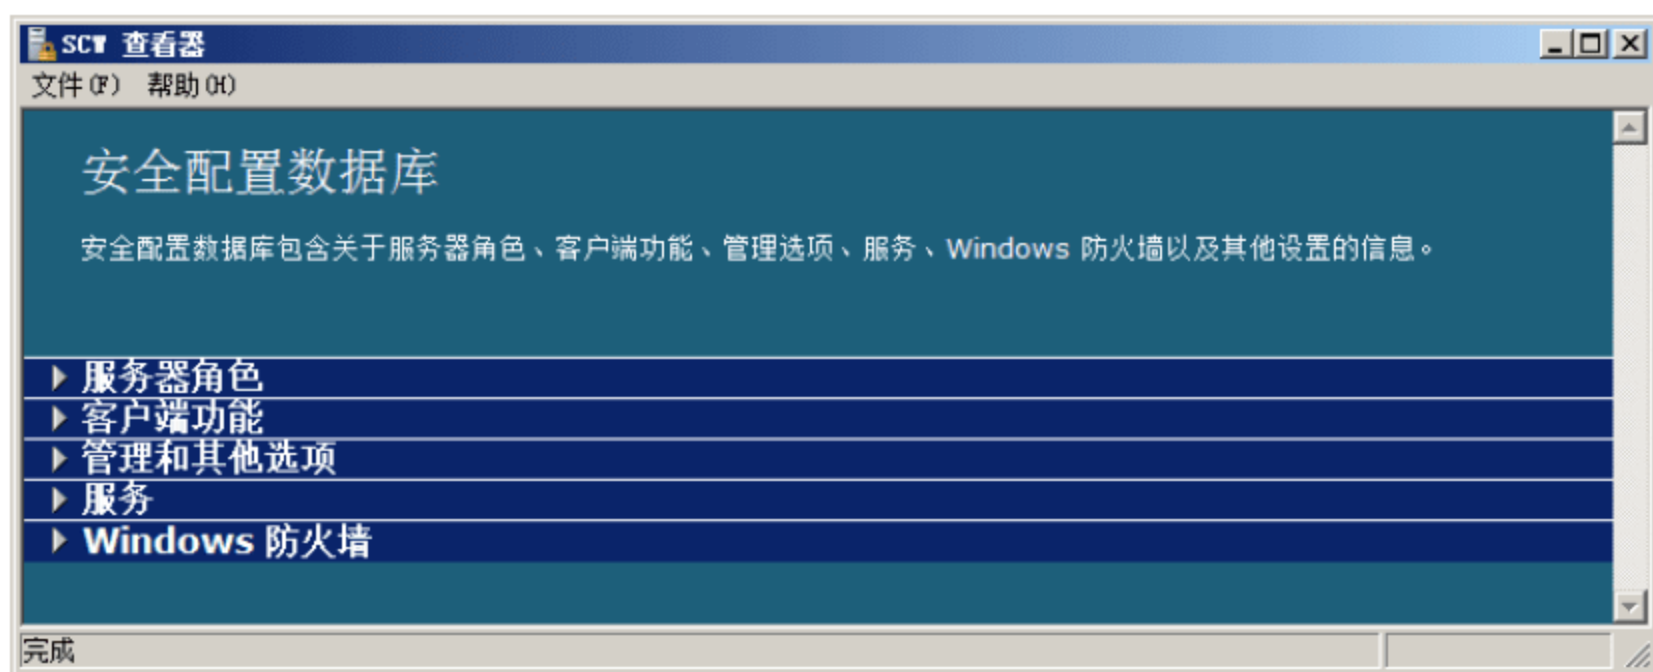 SCW 查看器
文件(F) 帮助(H)
安全配置数据库
安全配置数据库包含关于服务器角色、客户端功能、管理选项、服务、Windows 防火墙以及其他设置的信息。
服务器角色
客户端功能
管理和其他选项
服务
Windows 防火墙
完成